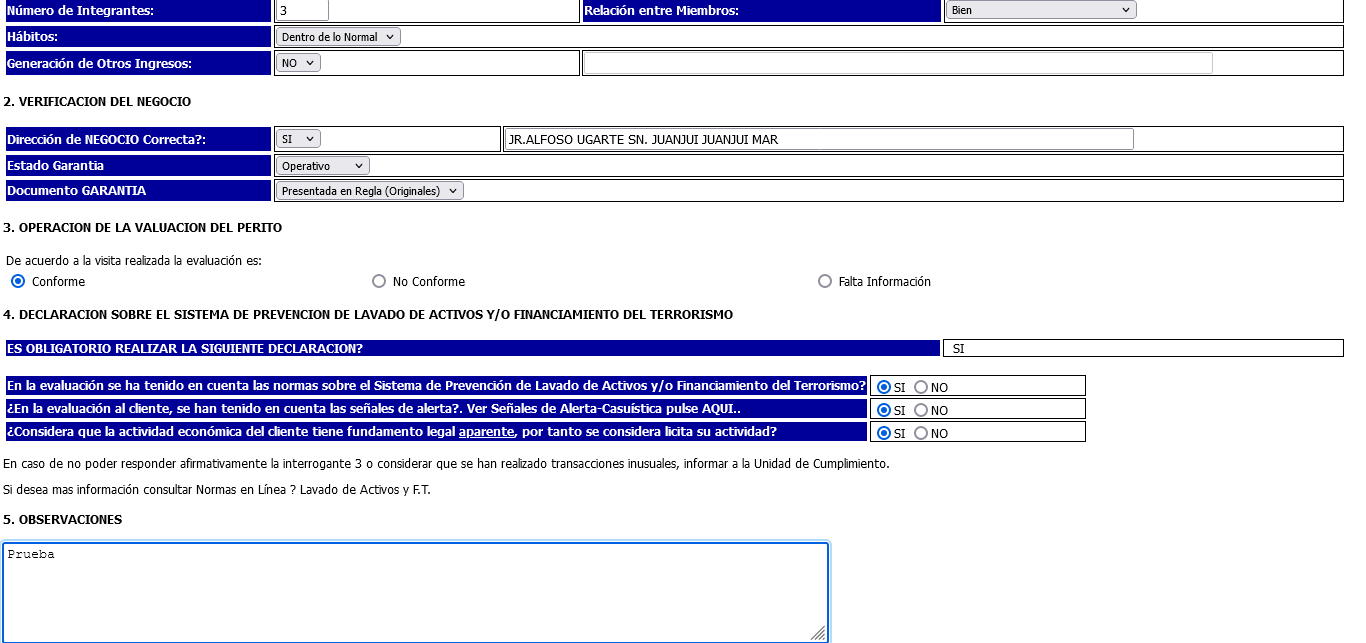 Número de Integrantes: 3 Relación entre Miembros: Bien
Hábitos: Dentro de lo Normal
Generación de Otros Ingresos: NO
2. VERIFICACION DEL NEGOCIO
Dirección de NEGOCIO Correcta?: SI JR.ALFOSO UGARTE SN. JUANJUI JUANJUI MAR
Estado Garantia Operativo
Documento GARANTIA Presentada en Regla (Originales)
3. OPERACION DE LA VALUACION DEL PERITO
De acuerdo a la visita realizada la evaluación es:
Conforme No Conforme Falta Información
4. DECLARACION SOBRE EL SISTEMA DE PREVENCION DE LAVADO DE ACTIVOS Y/O FINANCIAMIENTO DEL TERRORISMO
ES OBLIGATORIO REALIZAR LA SIGUIENTE DECLARACION? SI
En la evaluación se ha tenido en cuenta las normas sobre el Sistema de Prevención de Lavado de Activos y/o Financiamiento del Terrorismo? SI NO
¿En la evaluación al cliente, se han tenido en cuenta las señales de alerta?. Ver Señales de Alerta-Casuística pulse AQUI.. SI NO
¿Considera que la actividad económica del cliente tiene fundamento legal aparente, por tanto se considera licita su actividad? SI NO
En caso de no poder responder afirmativamente la interrogante 3 o considerar que se han realizado transacciones inusuales, informar a la Unidad de Cumplimiento.
Si desea mas información consultar Normas en Línea ? Lavado de Activos y F.T.
5. OBSERVACIONES
Prueba